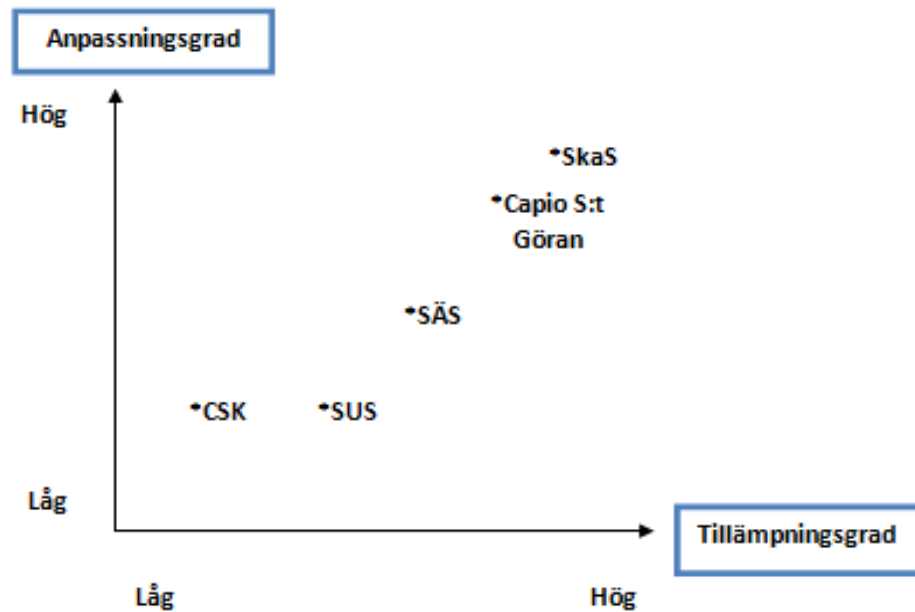 Anpassningsgrad
Hög
*SkaS
*Capio S:t
Göran
*SÄS
*CSK
*SUS
Låg
Tillämpningsgrad
Låg
Hög